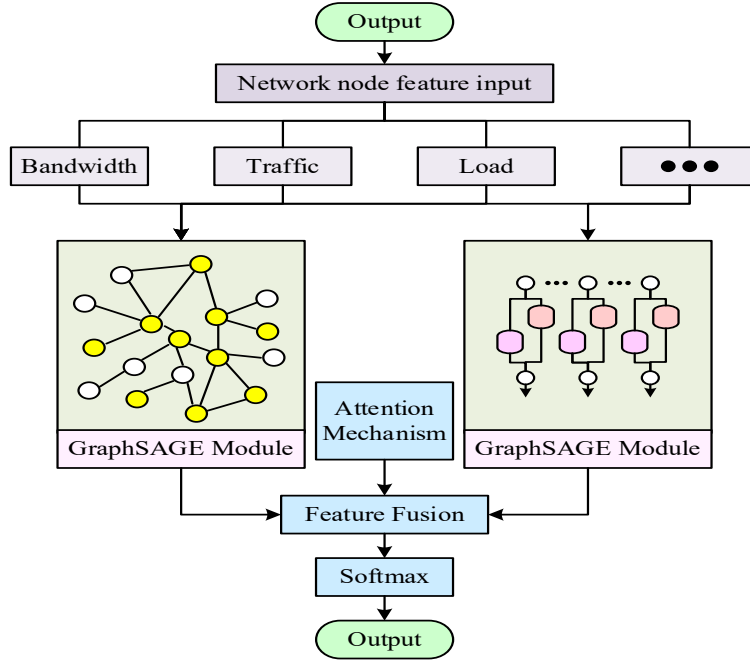 Output
Network node feature input
Bandwidth
Traffic
Load
GraphSAGE Module
Attention
Mechanism
GraphSAGE Module
Feature Fusion
Softmax
Output